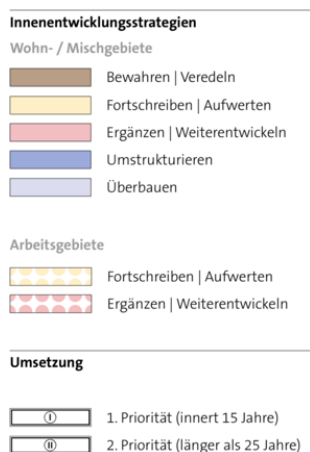 Innenentwicklungsstrategien
Wohn- / Mischgebiete
Bewahren | Veredeln
Fortschreiben | Aufwerten
Ergänzen | Weiterentwickeln
Umstrukturieren
Überbauen
Arbeitsgebiete
Fortschreiben | Aufwerten
Ergänzen | Weiterentwickeln
Umsetzung
I 1. Priorität (innert 15 Jahre)
II 2. Priorität (länger als 25 Jahre)